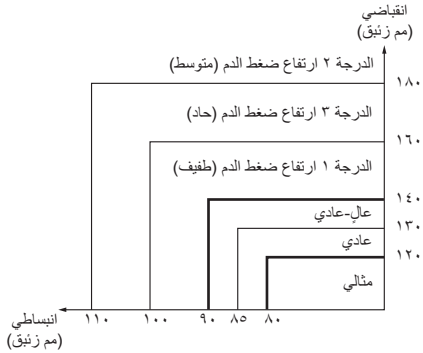 انقباضي
(مم زئبق)
الدرجة ٢ ارتفاع ضغط الدم (متوسط)
١٨٠
الدرجة ٣ ارتفاع ضغط الدم (حاد)
١٦٠
الدرجة ١ ارتفاع ضغط الدم (طفيف)
١٤٠
عالٍ-عادي
١٣٠
عادي
١٢٠
مثالي
٨٠ ٨٥ ٩٠ ١٠٠ ١١٠
انبساطي
(مم زئبق)